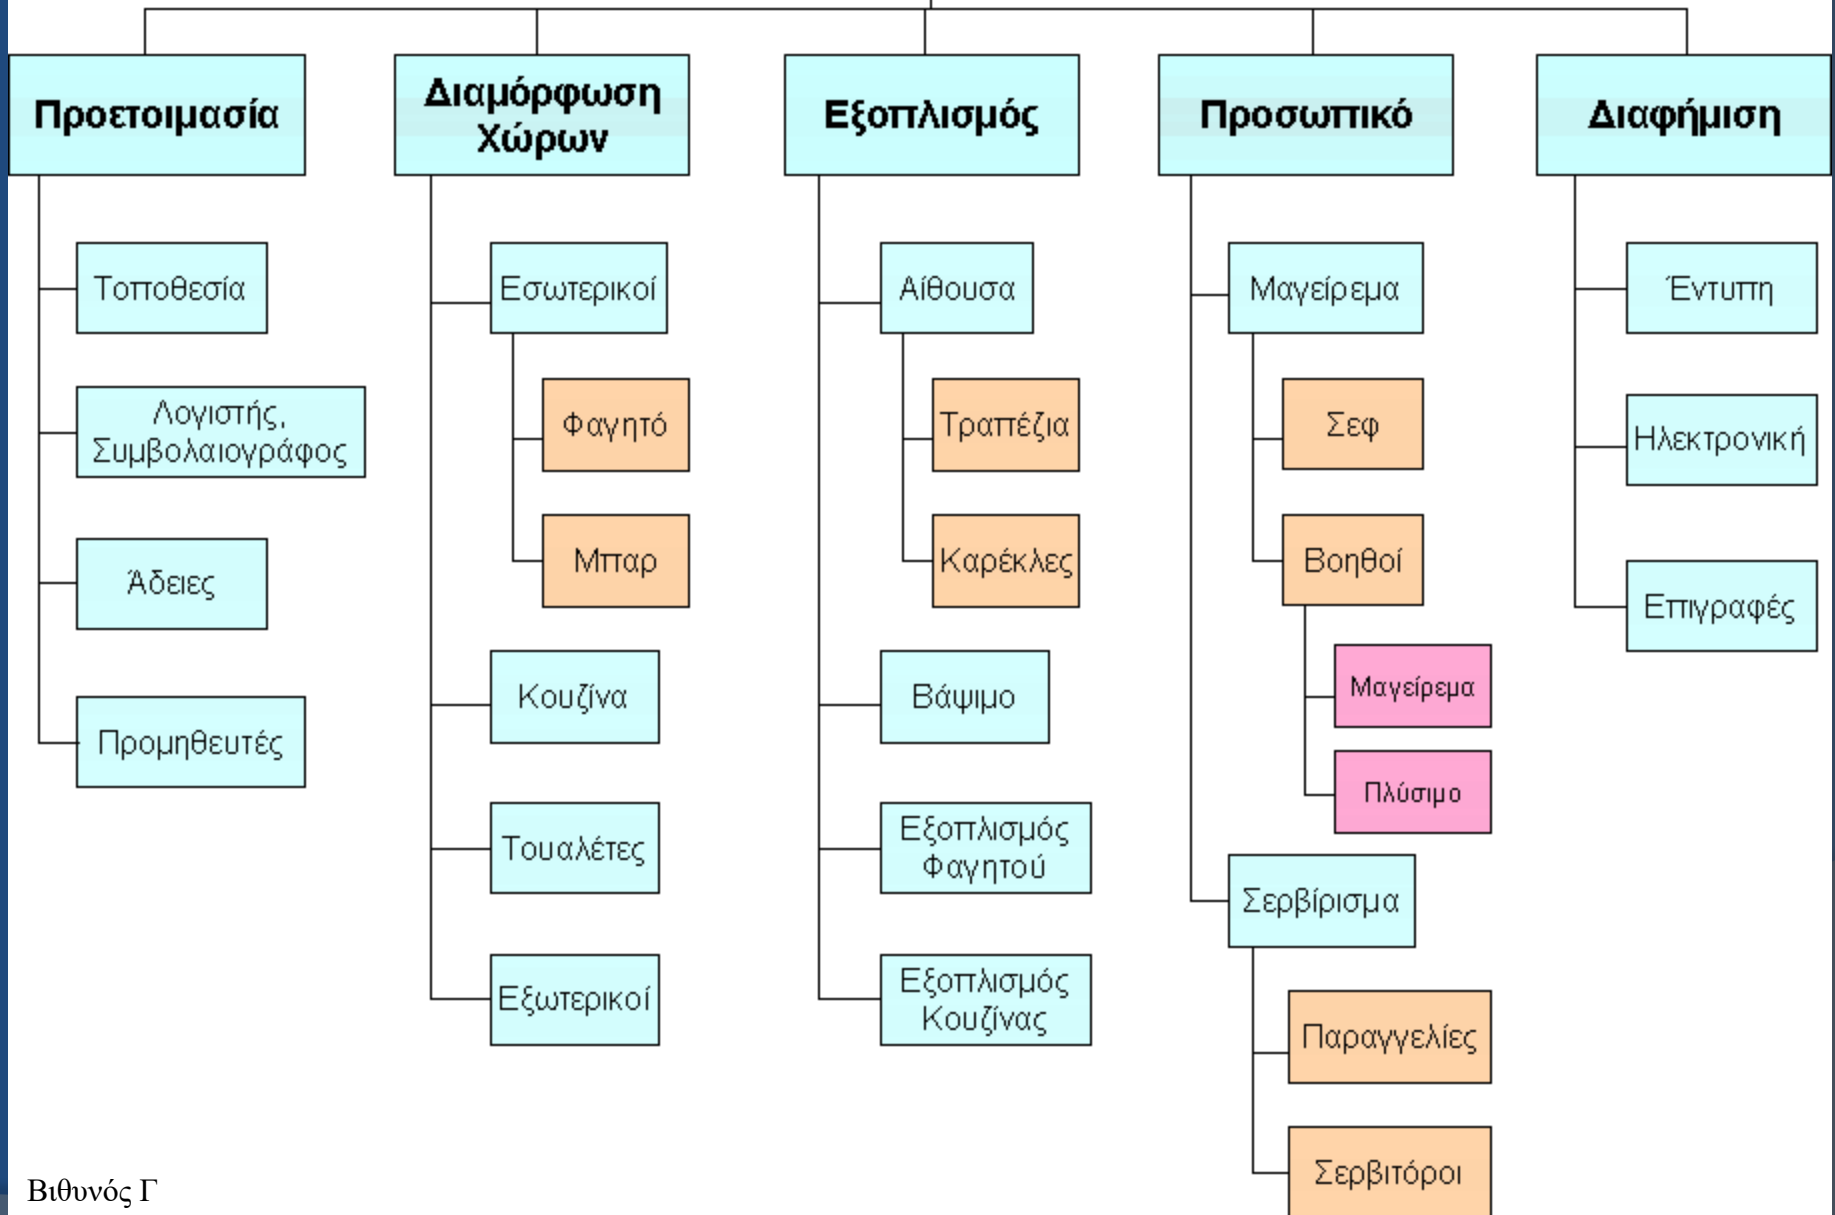 Προετοιμασία
Τοποθεσία
Λογιστής,
Συμβολαιογράφος
Άδειες
Προμηθευτές
Διαμόρφωση
Χώρων
Εσωτερικοί
Φαγητό
Μπαρ
Κουζίνα
Τουαλέτες
Εξωτερικοί
Εξοπλισμός
Αίθουσα
Τραπέζια
Καρέκλες
Βάψιμο
Εξοπλισμός
Φαγητού
Εξοπλισμός
Κουζίνας
Προσωπικό
Μαγείρεμα
Σεφ
Βοηθοί
Μαγείρεμα
Πλύσιμο
Σερβίρισμα
Παραγγελίες
Σερβιτόροι
Διαφήμιση
Έντυπη
Ηλεκτρονική
Επιγραφές
Βιθυνός Γ